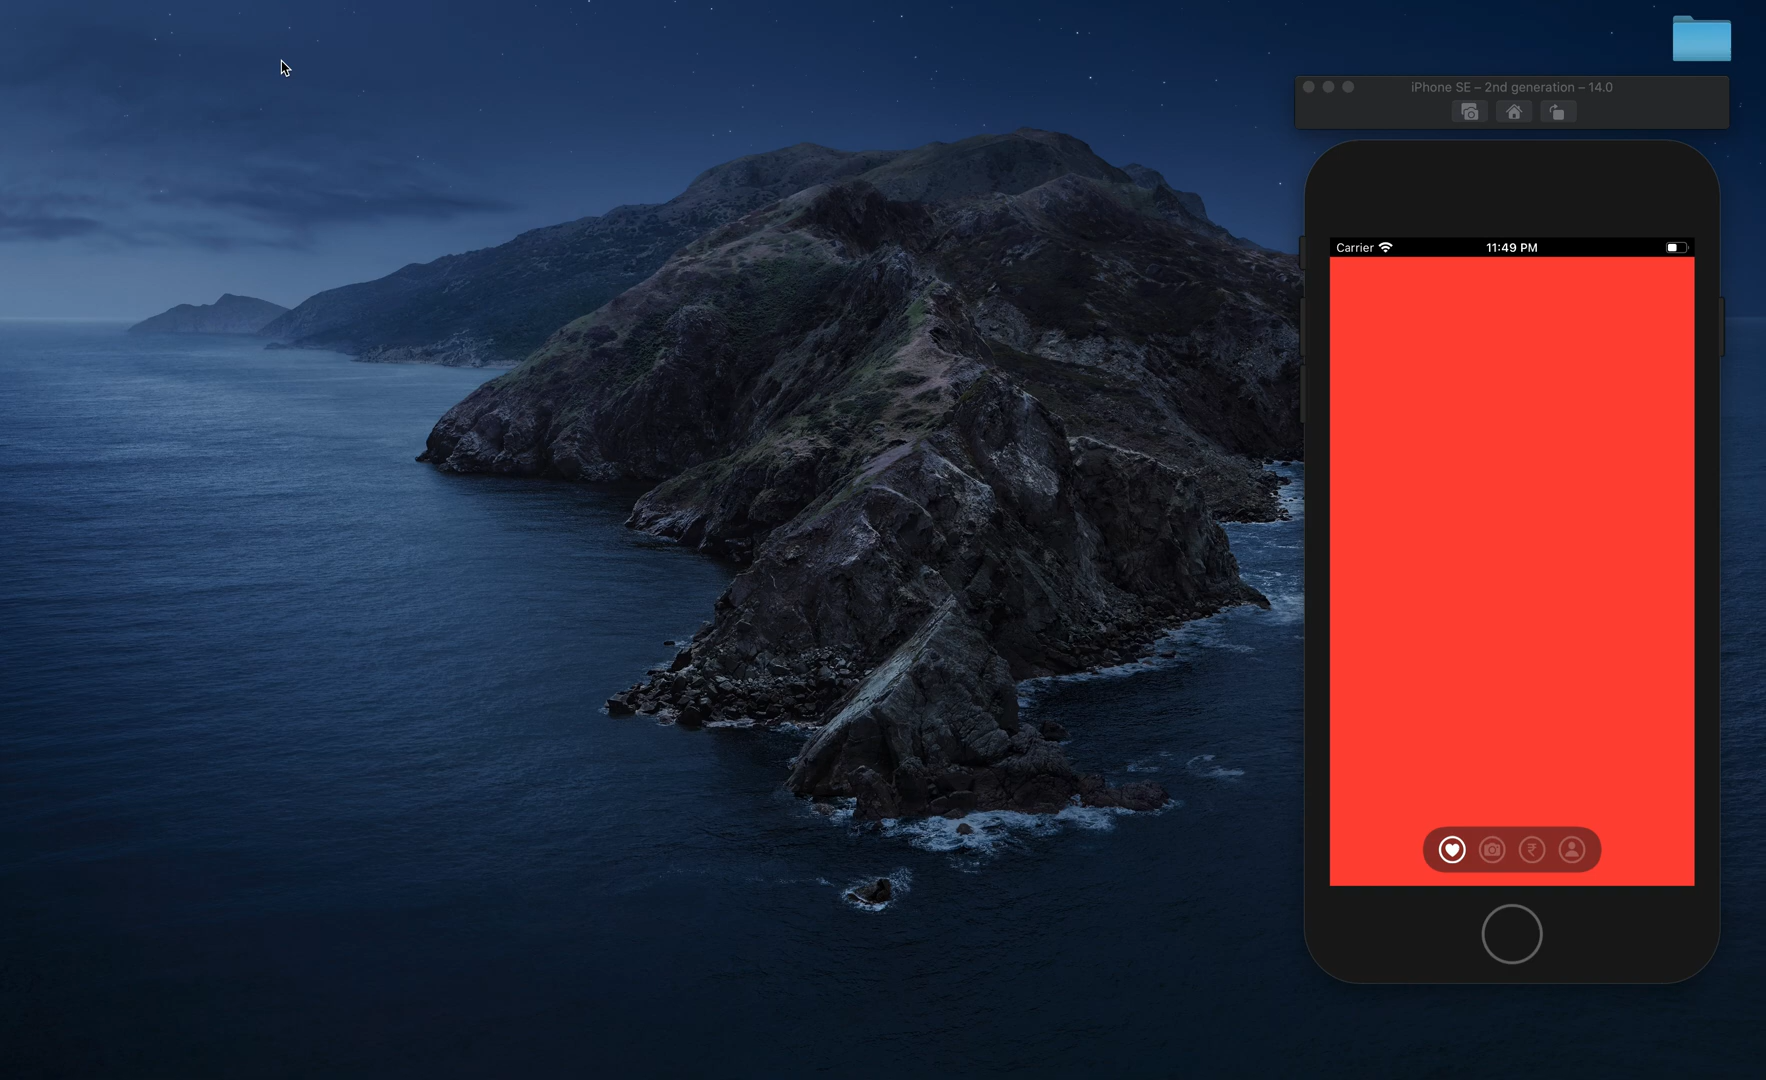 iPhone SE – 2nd generation – 14.0
Carrier 11:49 PM
₹